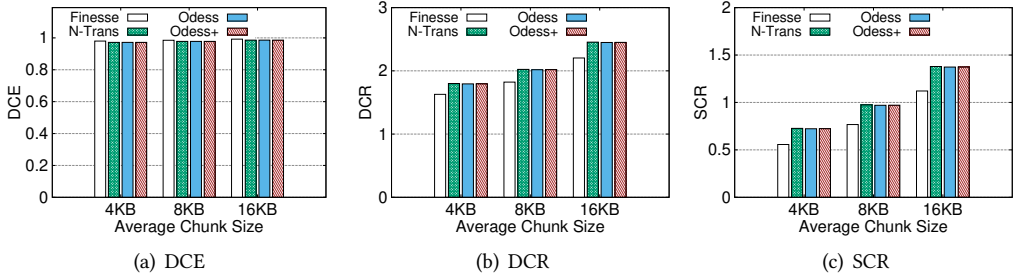 Finesse
N-Trans
Odess
Odess+
DCE
1
0.8
0.6
0.4
0.2
0
4KB 8KB 16KB
Average Chunk Size
(a) DCE
Finesse
N-Trans
Odess
Odess+
DCR
3
2
1
0
4KB 8KB 16KB
Average Chunk Size
(b) DCR
Finesse
N-Trans
Odess
Odess+
SCR
2
1.5
1
0.5
0
4KB 8KB 16KB
Average Chunk Size
(c) SCR